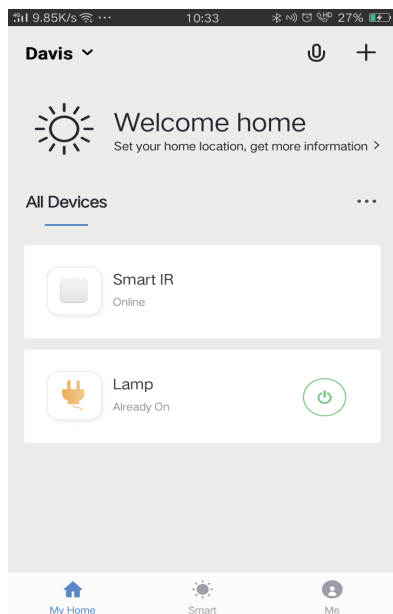 9.85K/s ... 10:33 HD 27%
Davis
Welcome home
Set your home location, get more information >
All Devices
...
Smart IR
Online
Lamp
Already On
My Home Smart Me